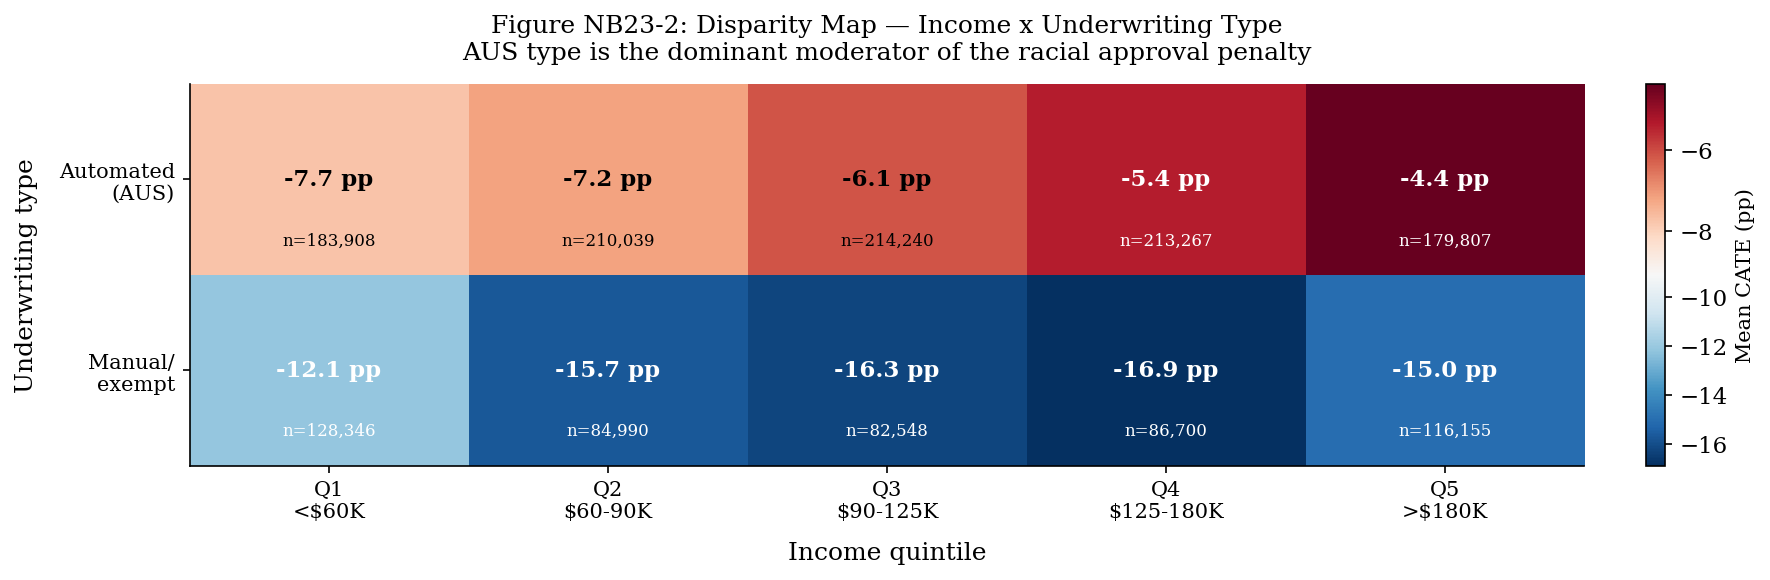 Figure NB23-2: Disparity Map — Income x Underwriting Type
AUS type is the dominant moderator of the racial approval penalty
Underwriting type
Automated
(AUS)
-7.7 pp
-7.2 pp
-6.1 pp
-5.4 pp
-4.4 pp
n=183,908
n=210,039
n=214,240
n=213,267
n=179,807
Manual/
exempt
-12.1 pp
-15.7 pp
-16.3 pp
-16.9 pp
-15.0 pp
n=128,346
n=84,990
n=82,548
n=86,700
n=116,155
Q1
<$60K
Q2
$60-90K
Q3
$90-125K
Q4
$125-180K
Q5
>$180K
Income quintile
−6
−8
−10
−12
−14
−16
Mean CATE (pp)